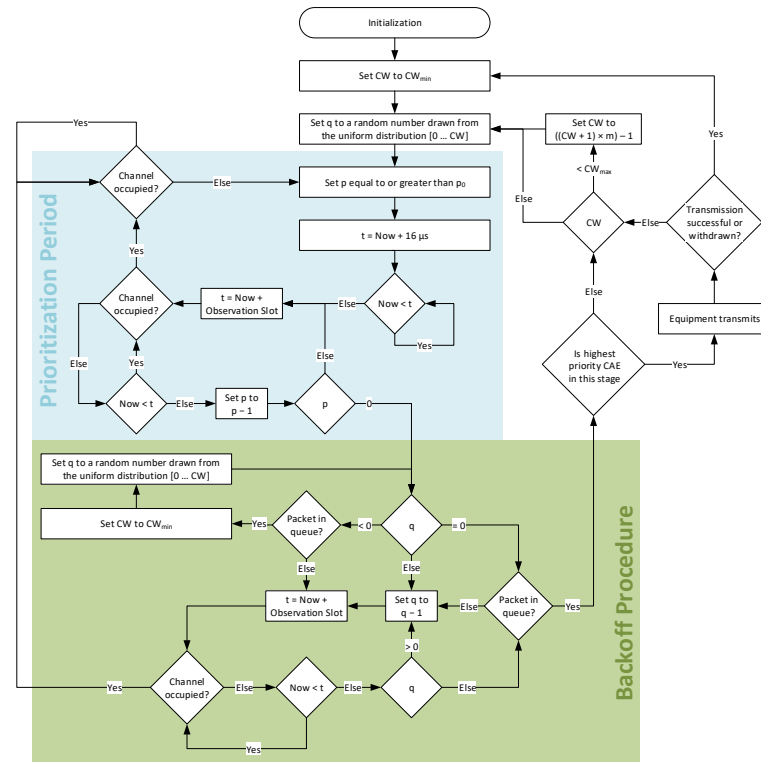 Initialization
Set CW to CWmin
Set q to a random number drawn from
the uniform distribution [0 ... CW]
Set CW to
((CW + 1) × m) – 1
Yes
Yes
< CWmax
Channel
occupied?
Else
Set p equal to or greater than p0
Else
CW
Else
Transmission
successful or
withdrawn?
t = Now + 16 µs
Prioritization Period
Yes
Channel
occupied?
t = Now +
Observation Slot
Else
Now < t
Yes
Else
Equipment transmits
Else
Yes
Else
Is highest
priority CAE
in this stage
Yes
Now < t
Else
Set p to
p – 1
p
0
Set q to a random number drawn from
the uniform distribution [0 ... CW]
Set CW to CWmin
Yes
Packet in
queue?
< 0
q
= 0
Else
Else
t = Now +
Observation Slot
Set q to
q – 1
Else
Packet in
queue?
Yes
> 0
Yes
Channel
occupied?
Else
Now < t
Else
q
Else
Yes
Backoff Procedure